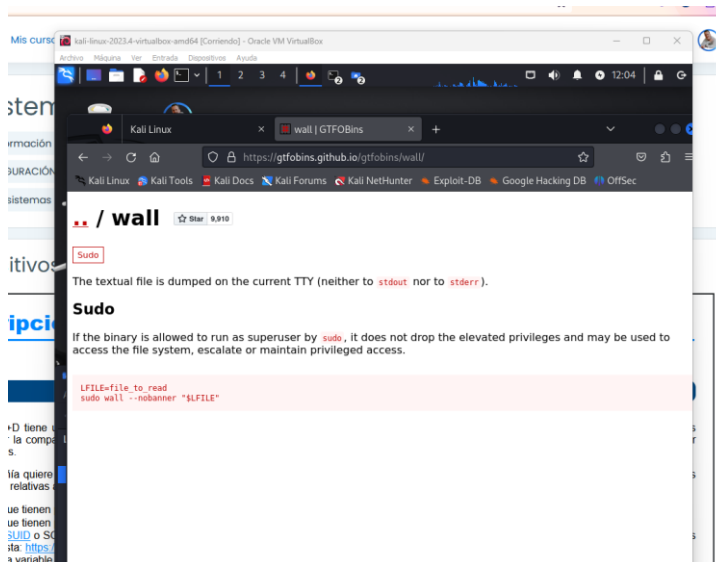 Mis curso
kali-linux-2023.4-virtualbox-amd64 [Corriendo] - Oracle VM VirtualBox
Archivo Máquina Ver Entrada Dispositivos Ayuda
1 2 3 4
2
2
12:04
stem
Kali Linux
wall | GTFOBins
rmación
https://gtfobins.github.io/gtfobins/wall/
GURACIÓN
Kali Linux Kali Tools Kali Docs Kali Forums Kali NetHunter Exploit-DB Google Hacking DB OffSec
sistemas
.. / wall
Star 9,910
Sudo
itivos
The textual file is dumped on the current TTY (neither to stdout nor to stderr).
Sudo
ipci
If the binary is allowed to run as superuser by sudo, it does not drop the elevated privileges and may be used to
access the file system, escalate or maintain privileged access.
LFILE=file_to_read
sudo wall --nobanner "$LFILE"
+D tiene u
r la compa
s.
ñía quiere
relativas
ue tienen
ue tienen
SUID o SG
sta: https:/
a variable